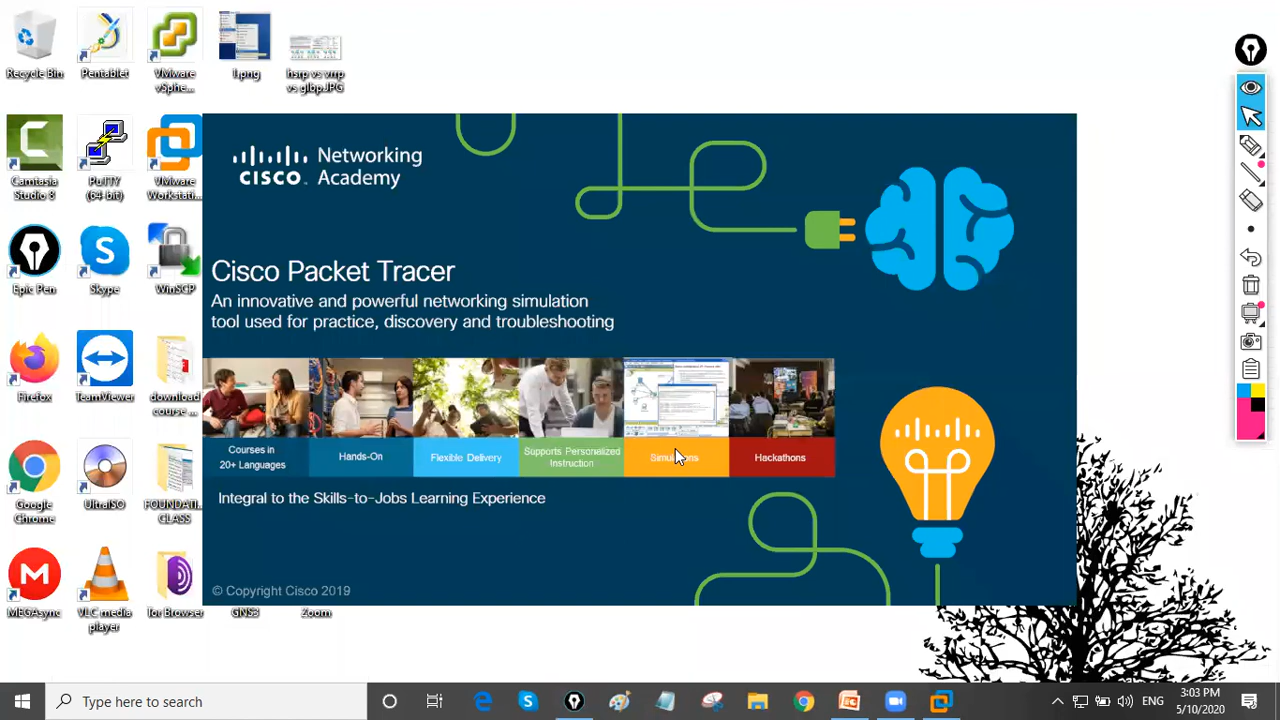 Recycle Bin
Pentablet
VMware
vSphe...
1.png
hsrp vs vrrp
vs glbp.JPG
Camtasia
Studio 8
PuTTY
(64-bit)
VMware
Workstati...
Epic Pen
Skype
WinSCP
Firefox
TeamViewer
download
course ...
Google
Chrome
UltraISO
FOUNDATI...
CLASS
MEGAsync
VLC media
player
Tor Browser
GNS3
Zoom
CISCO
Networking
Academy
Cisco Packet Tracer
An innovative and powerful networking simulation
tool used for practice, discovery and troubleshooting
Courses in
20+ Languages
Hands-On
Flexible Delivery
Supports Personalized
Instruction
Simulations
Hackathons
Integral to the Skills-to-Jobs Learning Experience
© Copyright Cisco 2019
Type here to search
ENG
3:03 PM
5/10/2020